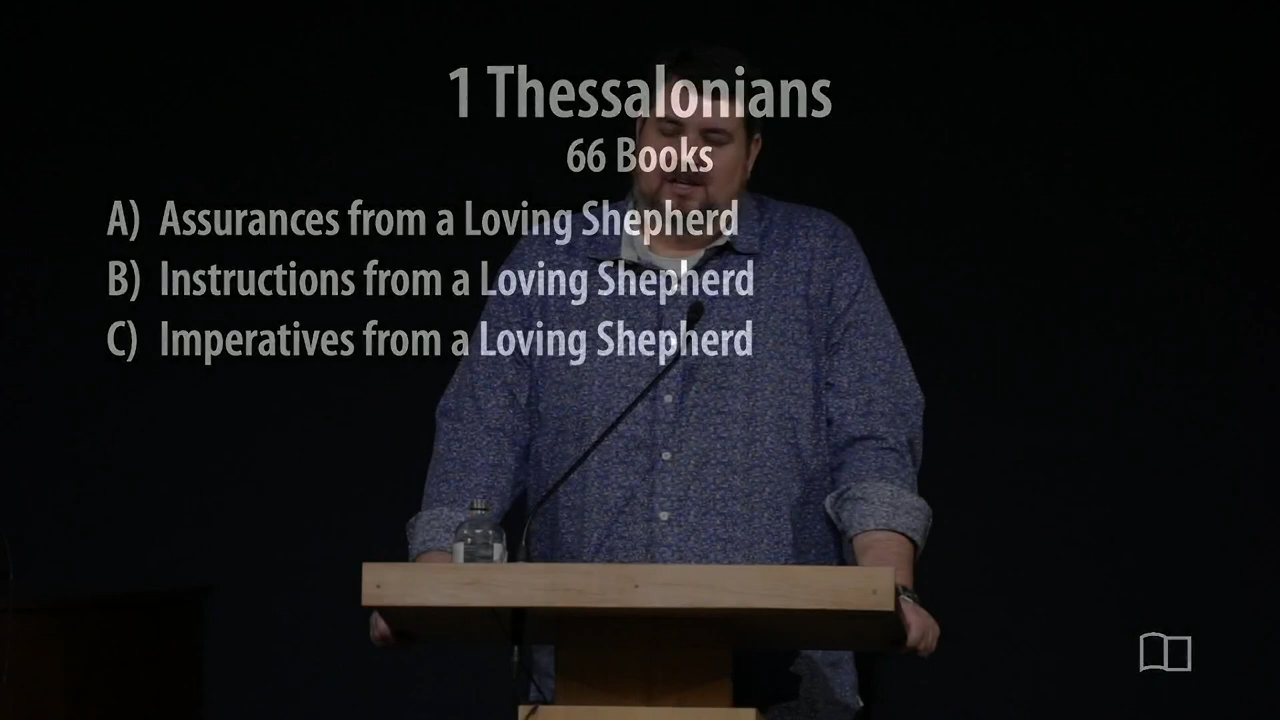 1 Thessalonians
66 Books
A) Assurances from a Loving Shepherd
B) Instructions from a Loving Shepherd
C) Imperatives from a Loving Shepherd